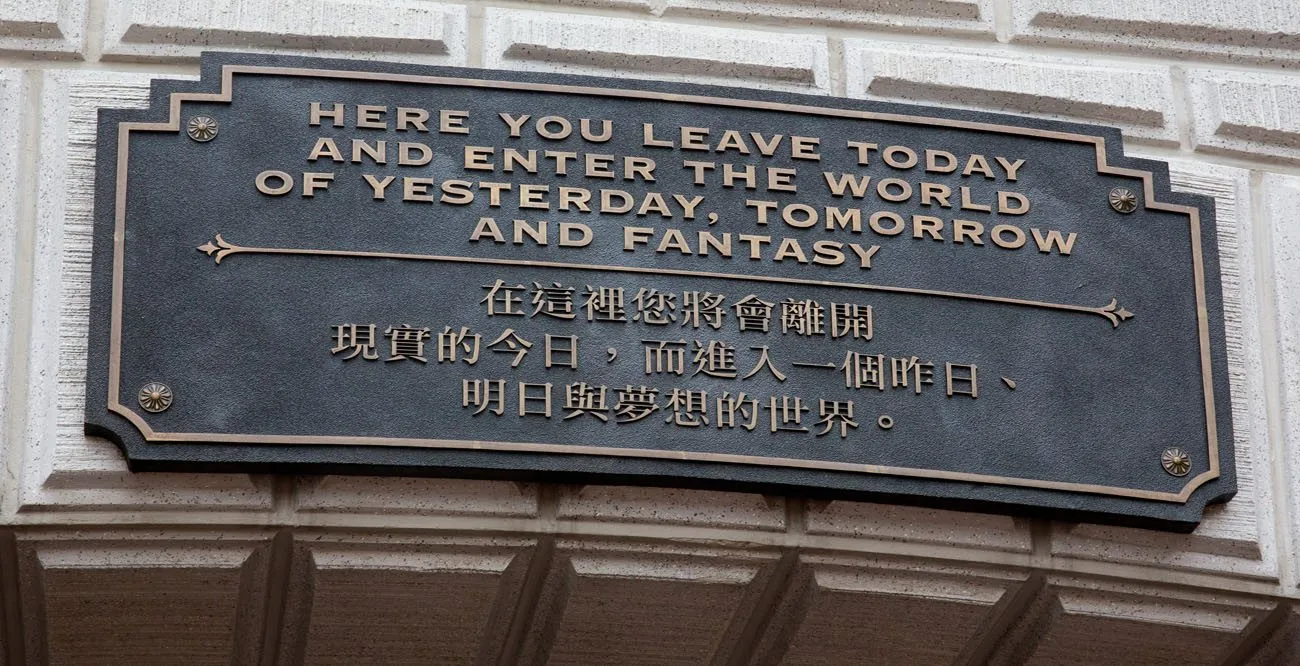 HERE YOU LEAVE TODAY
AND ENTER THE WORLD
OF YESTERDAY, TOMORROW
AND FANTASY
在這裡您將會離開
現實的今日，而進入一個昨日、
明日與夢想的世界。